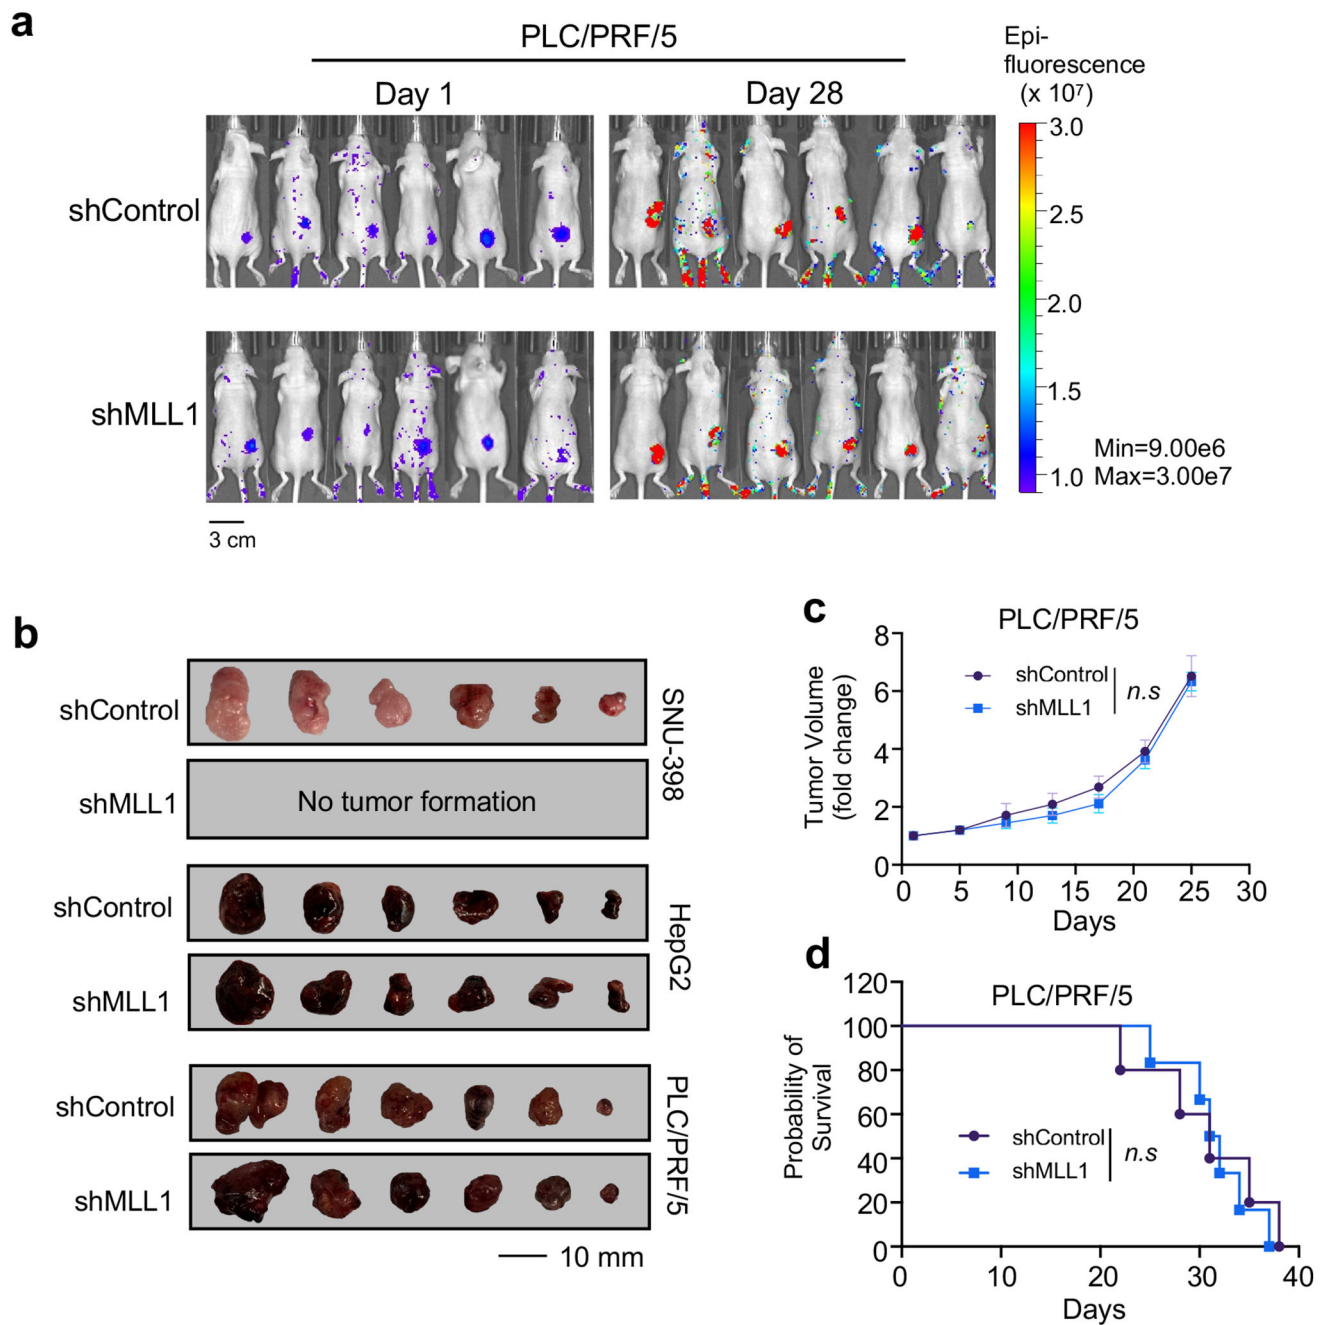 a
PLC/PRF/5
Day 1
Day 28
Epi-
fluorescence
(x 10⁷)
shControl
shMLL1
3.0
2.5
2.0
1.5
1.0
Min=9.00e6
Max=3.00e7
3 cm
b
shControl
shMLL1
No tumor formation
SNU-398
shControl
shMLL1
HepG2
shControl
shMLL1
PLC/PRF/5
10 mm
c
PLC/PRF/5
Tumor Volume
(fold change)
8
6
4
2
0
shControl
shMLL1
n.s
0 5 10 15 20 25 30
Days
d
PLC/PRF/5
Probability of
Survival
120
100
80
60
40
20
0
shControl
shMLL1
n.s
0 10 20 30 40
Days